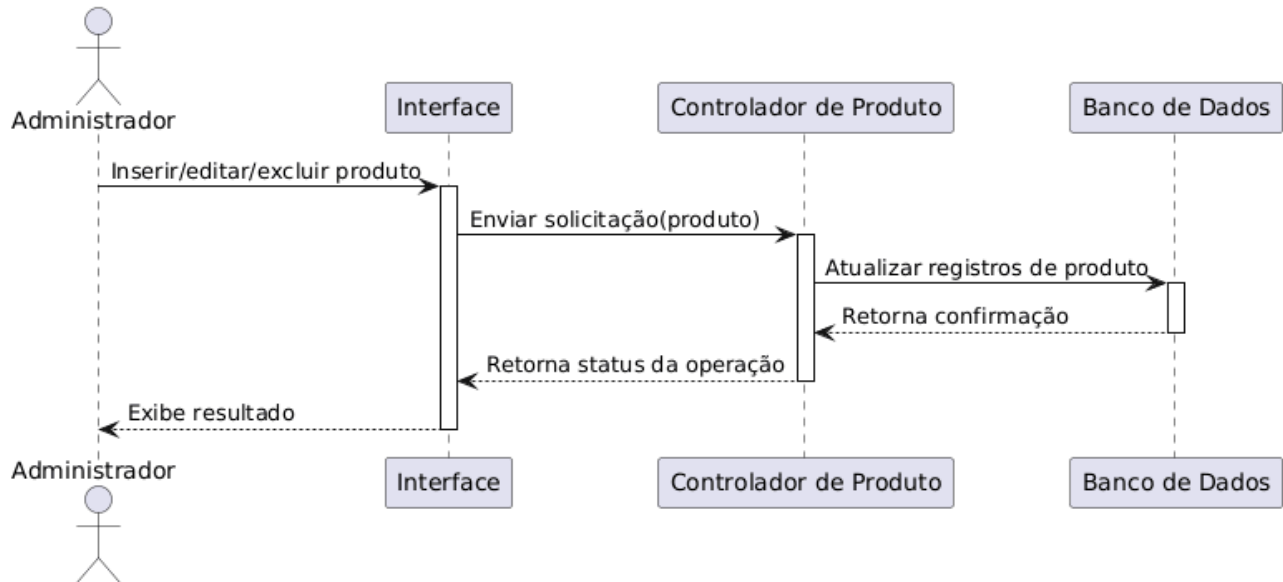 Administrador
Interface
Controlador de Produto
Banco de Dados
Inserir/editar/excluir produto
Enviar solicitação(produto)
Atualizar registros de produto
Retorna confirmação
Retorna status da operação
Exibe resultado
Administrador
Interface
Controlador de Produto
Banco de Dados